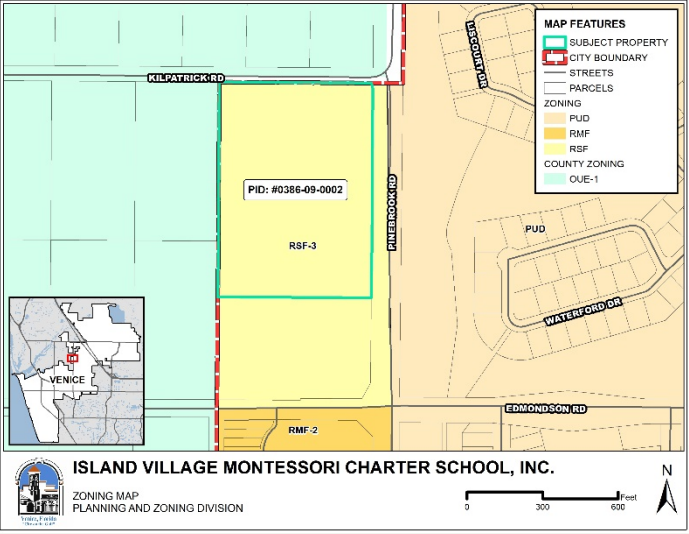 KILPATRICK RD
LISCOURT DR
MAP FEATURES
SUBJECT PROPERTY
CITY BOUNDARY
STREETS
PARCELS
ZONING
PUD
RMF
RSF
COUNTY ZONING
OUE-1
PID: #0386-09-0002
PINEBROOK RD
RSF-3
PUD
WATERFORD DR
VENICE
EDMONDSON RD
RMF-2
ISLAND VILLAGE MONTESSORI CHARTER SCHOOL, INC.
ZONING MAP
PLANNING AND ZONING DIVISION
Venice, Florida
N
Feet
0 300 600